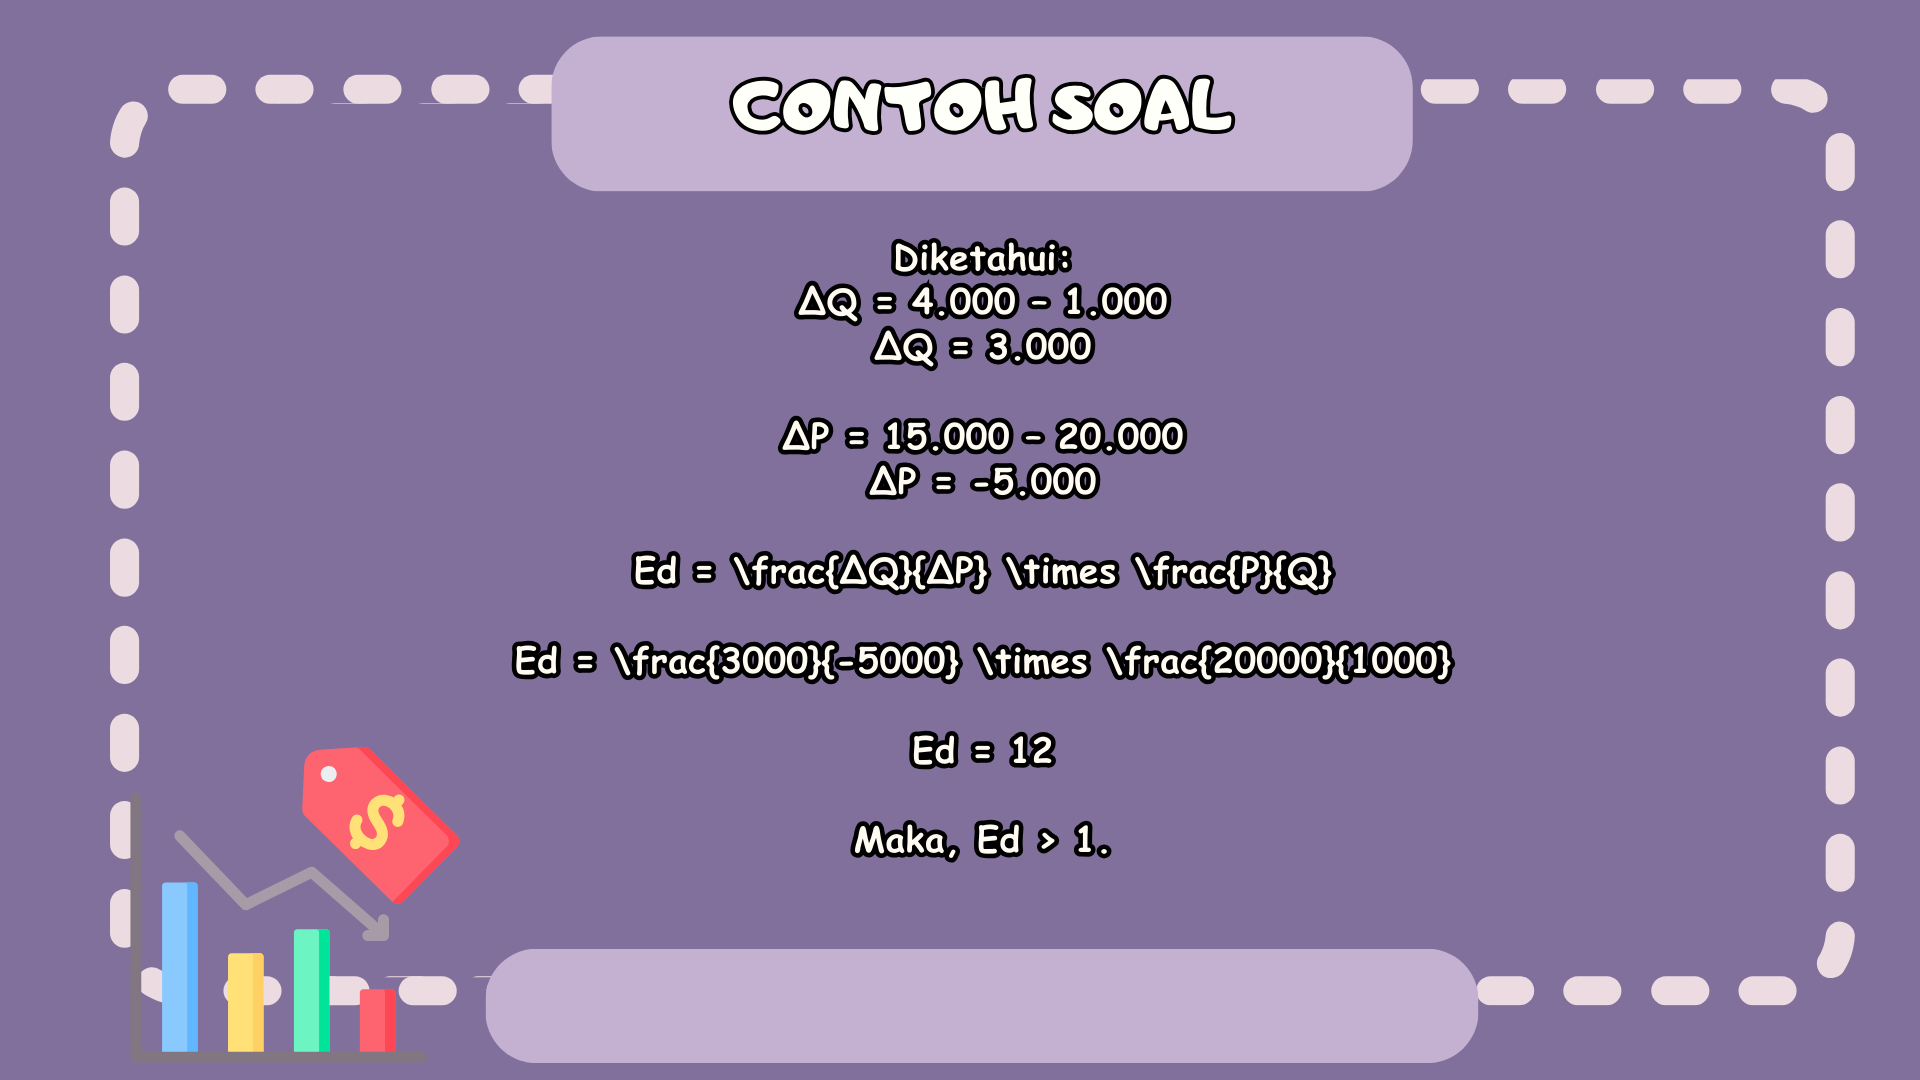 CONTOH SOAL
Diketahui:
ΔQ = 4.000 – 1.000
ΔQ = 3.000
ΔP = 15.000 – 20.000
ΔP = -5.000
Ed = \frac{ΔQ}{ΔP} \times \frac{P}{Q}
Ed = \frac{3000}{-5000} \times \frac{20000}{1000}
Ed = 12
Maka, Ed > 1.
$